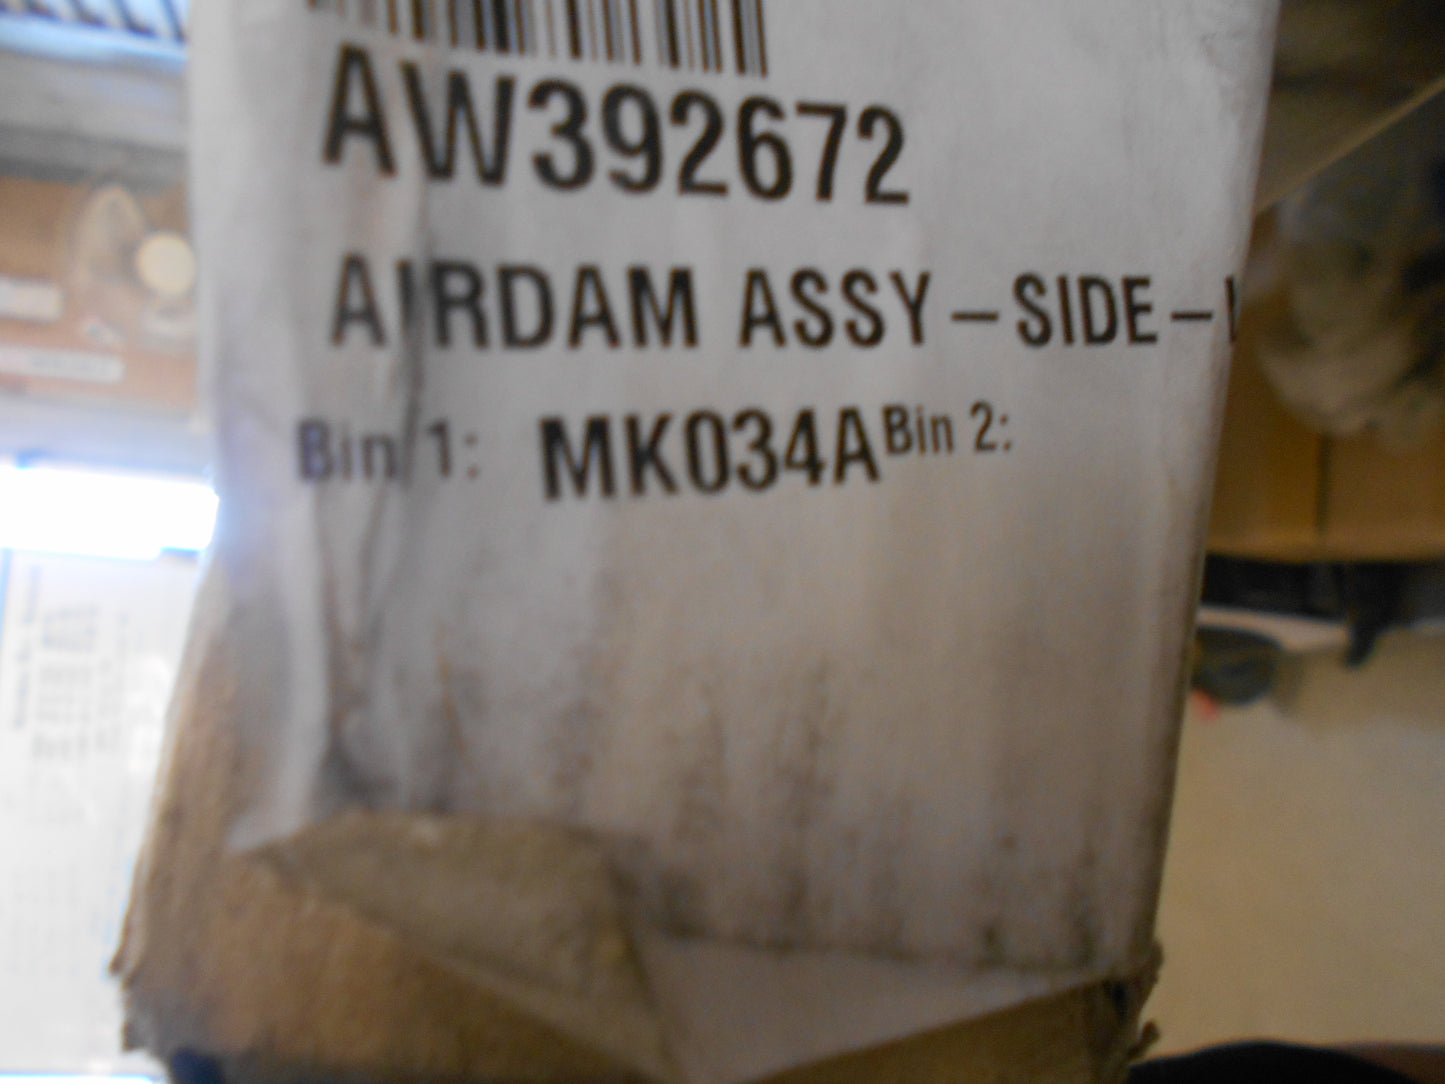 AW392672
AIRDAM ASSY-SIDE-
Bin 1: MK034A Bin 2: